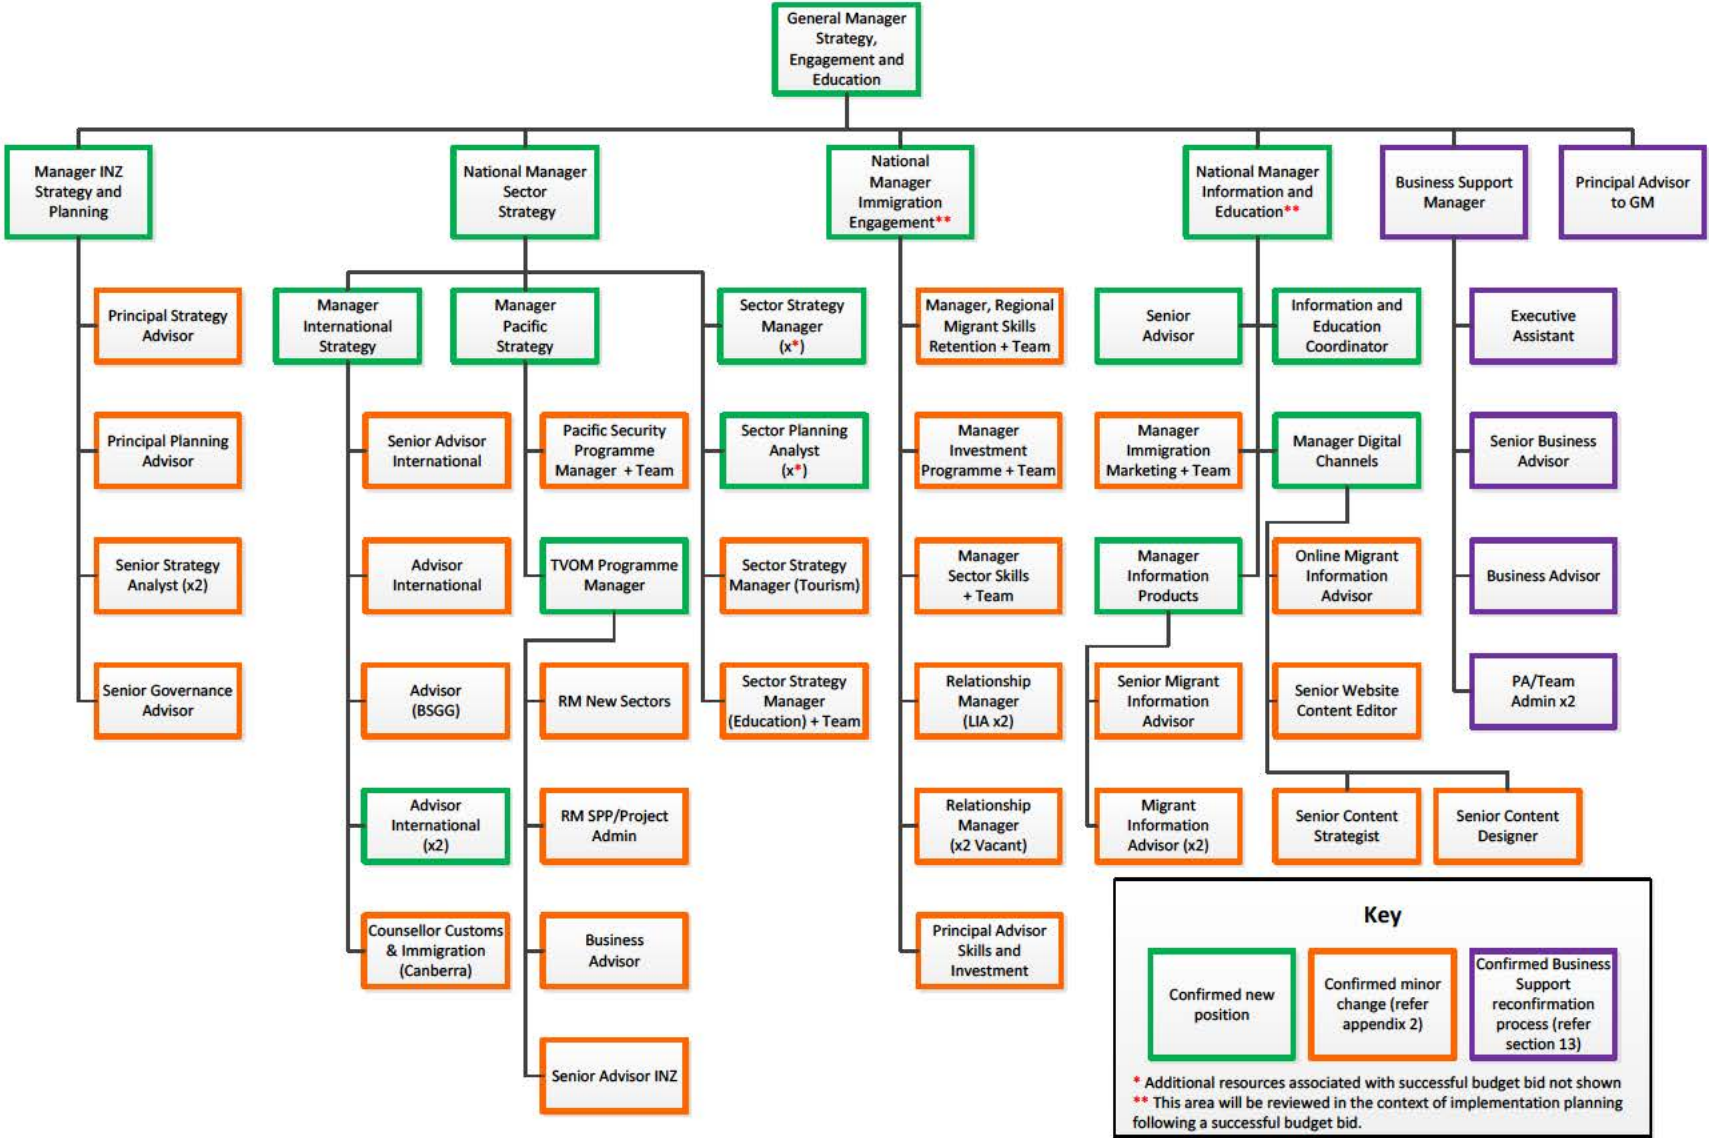 General Manager
Strategy,
Engagement and
Education
Manager INZ
Strategy and
Planning
National Manager
Sector
Strategy
National
Manager
Immigration
Engagement**
National Manager
Information and
Education**
Business Support
Manager
Principal Advisor
to GM
Principal Strategy
Advisor
Manager
International
Strategy
Manager
Pacific
Strategy
Sector Strategy
Manager
(x*)
Manager, Regional
Migrant Skills
Retention + Team
Senior
Advisor
Information and
Education
Coordinator
Executive
Assistant
Principal Planning
Advisor
Senior Advisor
International
Pacific Security
Programme
Manager + Team
Sector Planning
Analyst
(x*)
Manager
Investment
Programme + Team
Manager
Immigration
Marketing + Team
Manager Digital
Channels
Senior Business
Advisor
Senior Strategy
Analyst (x2)
Advisor
International
TVOM Programme
Manager
Sector Strategy
Manager (Tourism)
Manager
Sector Skills
+ Team
Manager
Information
Products
Online Migrant
Information
Advisor
Business Advisor
Senior Governance
Advisor
Advisor
(BSGG)
RM New Sectors
Sector Strategy
Manager
(Education) + Team
Relationship
Manager
(LIA x2)
Senior Migrant
Information
Advisor
Senior Website
Content Editor
PA/Team
Admin x2
Advisor
International
(x2)
RM SPP/Project
Admin
Relationship
Manager
(x2 Vacant)
Migrant
Information
Advisor (x2)
Senior Content
Strategist
Senior Content
Designer
Counsellor Customs
& Immigration
(Canberra)
Business
Advisor
Principal Advisor
Skills and
Investment
Senior Advisor INZ
Key
Confirmed new
position
Confirmed minor
change (refer
appendix 2)
Confirmed Business
Support
reconfirmation
process (refer
section 13)
* Additional resources associated with successful budget bid not shown
** This area will be reviewed in the context of implementation planning
following a successful budget bid.